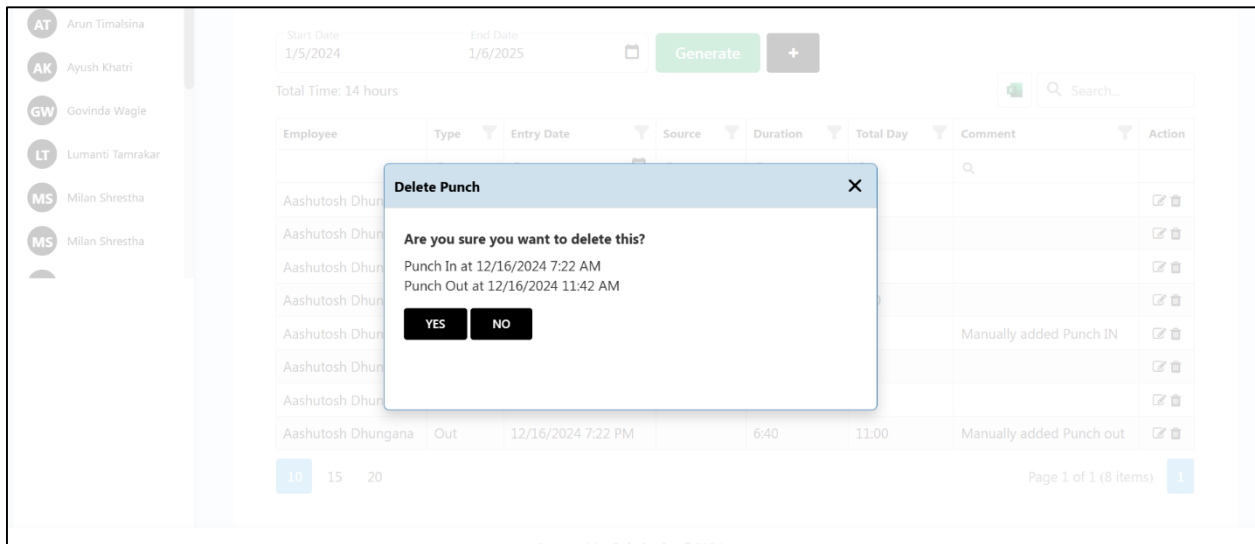 AT Arun Timalsina
AK Ayush Khatri
GW Govinda Wagle
LT Lumanti Tamrakar
MS Milan Shrestha
MS Milan Shrestha
Start Date End Date
1/5/2024 1/6/2025 Generate +
Total Time: 14 hours
Search...
Employee Type Entry Date Source Duration Total Day Comment Action
Delete Punch
Are you sure you want to delete this?
Punch In at 12/16/2024 7:22 AM
Punch Out at 12/16/2024 11:42 AM
YES NO
Aashutosh Dhun
Aashutosh Dhun
Aashutosh Dhun
Aashutosh Dhun
Aashutosh Dhun Manually added Punch IN
Aashutosh Dhun
Aashutosh Dhun
Aashutosh Dhungana Out 12/16/2024 7:22 PM 6:40 11:00 Manually added Punch out
10 15 20 Page 1 of 1 (8 items) 1